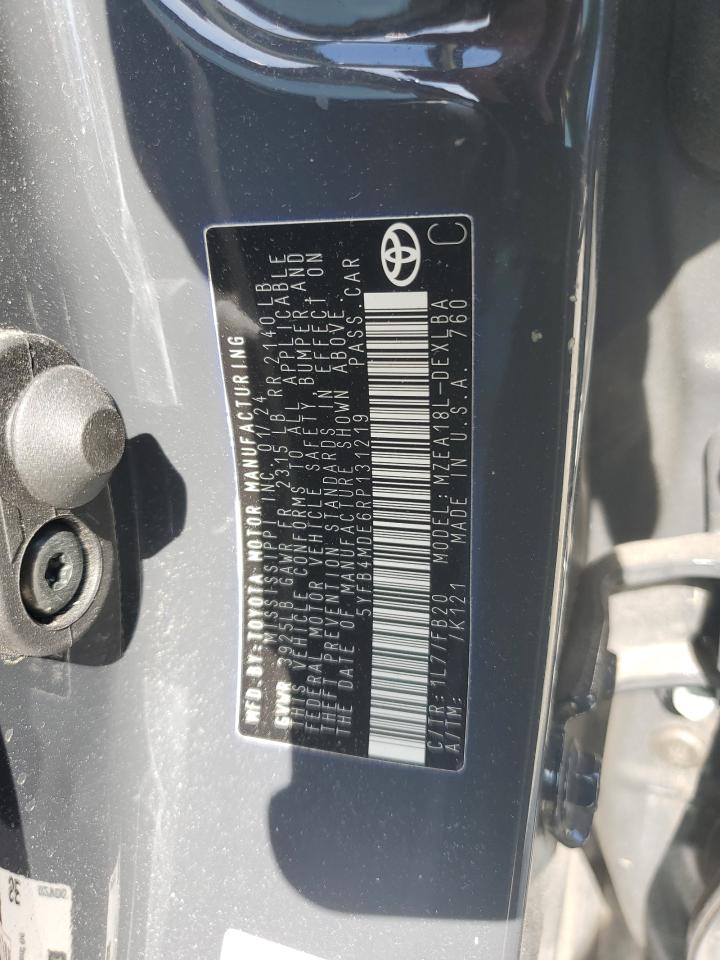 MFD.BY:TOYOTA MOTOR MANUFACTURING
MISSISSIPPI INC. 01/24
GVWR 3925LB GAWR FR 2315LB RR 2140LB
THIS VEHICLE CONFORMS TO ALL APPLICABLE
FEDERAL MOTOR VEHICLE SAFETY, BUMPER, AND
THEFT PREVENTION STANDARDS IN EFFECT ON
THE DATE OF MANUFACTURE SHOWN ABOVE.
5YFB4MDE6RP131219 PASS.CAR
C/TR: 1L7/FB20 MODEL: MZEA18L-DEXLBA
A/TM: /K121 MADE IN U.S.A. 760
C